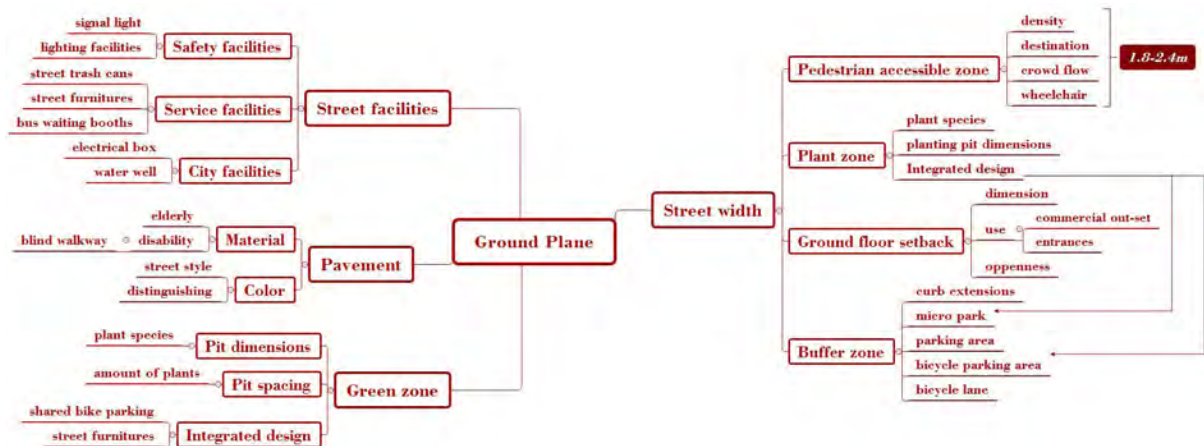 signal light
lighting facilities
Safety facilities
street trash cans
street furnitures
bus waiting booths
Service facilities
Street facilities
electrical box
water well
City facilities
elderly
blind walkway
disability
Material
street style
distinguishing
Color
Pavement
plant species
Pit dimensions
amount of plants
Pit spacing
shared bike parking
street furnitures
Integrated design
Green zone
Ground Plane
Street width
Pedestrian accessible zone
density
destination
crowd flow
wheelchair
1.8-2.4m
Plant zone
plant species
planting pit dimensions
Integrated design
Ground floor setback
dimension
use
commercial out-set
entrances
oppenness
Buffer zone
curb extensions
micro park
parking area
bicycle parking area
bicycle lane